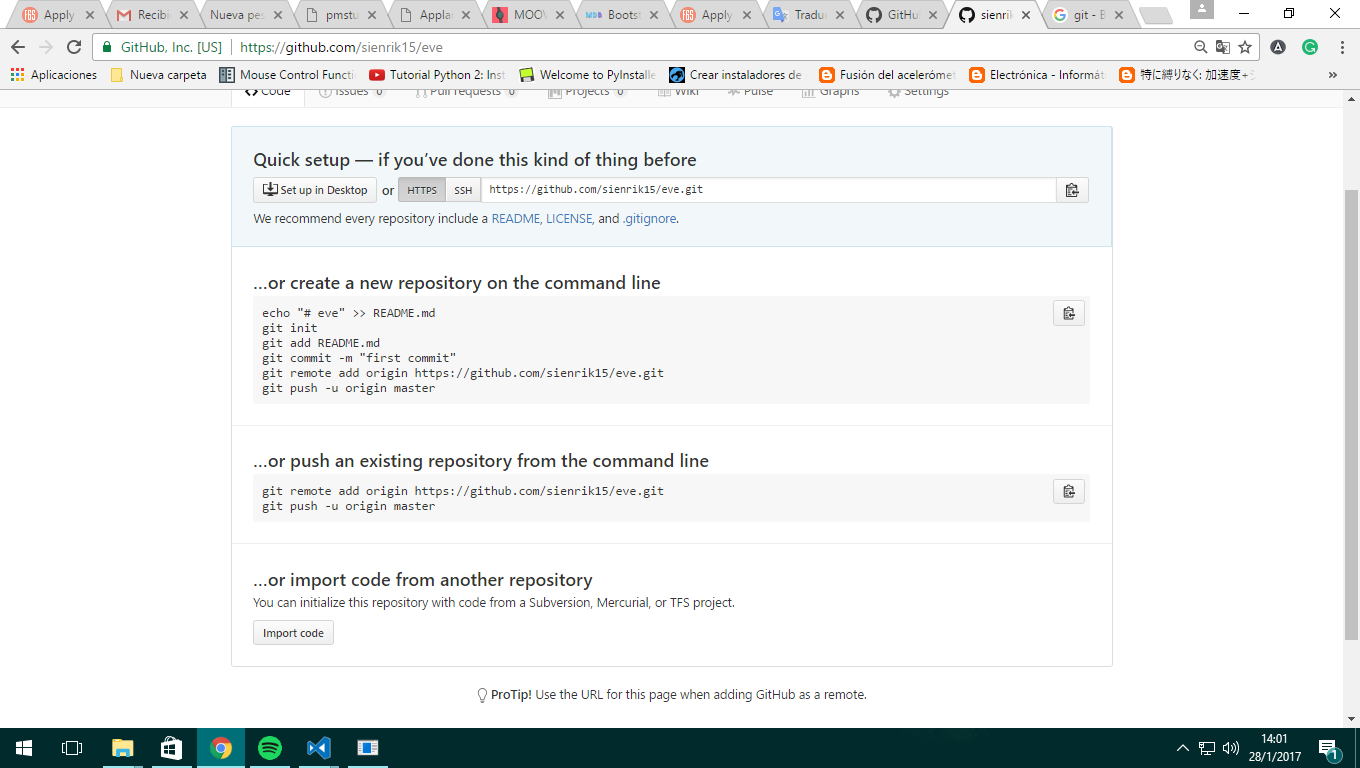 Apply
Recibi
Nueva pes
pmstu
Applan
MOOV
MDB Bootst
Apply
Traduc
GitHub
sienrik
git - B
GitHub, Inc. [US] https://github.com/sienrik15/eve
Aplicaciones Nueva carpeta Mouse Control Functi Tutorial Python 2: Inst Welcome to PyInstalle Crear instaladores de Fusión del aceleróme Electrónica - Informát 特に縛りなく: 加速度+ジ »
Code Issues 0 Pull requests 0 Projects 0 Wiki Pulse Graphs Settings
Quick setup — if you’ve done this kind of thing before
Set up in Desktop or HTTPS SSH https://github.com/sienrik15/eve.git
We recommend every repository include a README, LICENSE, and .gitignore.
…or create a new repository on the command line
echo "# eve" >> README.md
git init
git add README.md
git commit -m "first commit"
git remote add origin https://github.com/sienrik15/eve.git
git push -u origin master
…or push an existing repository from the command line
git remote add origin https://github.com/sienrik15/eve.git
git push -u origin master
…or import code from another repository
You can initialize this repository with code from a Subversion, Mercurial, or TFS project.
Import code
ProTip! Use the URL for this page when adding GitHub as a remote.
14:01
28/1/2017
1